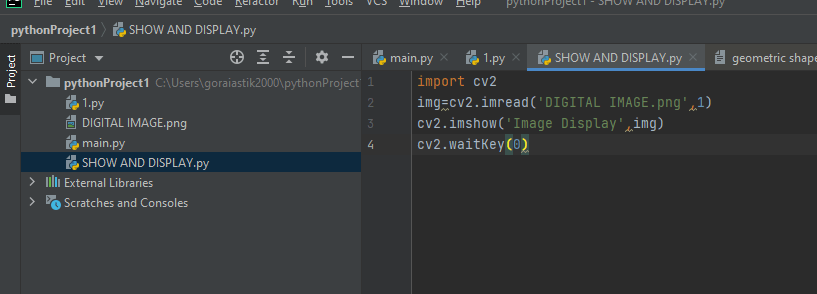 File Edit View Navigate Code Refactor Run Tools VCS Window Help pythonProject1 - SHOW AND DISPLAY.py
pythonProject1 SHOW AND DISPLAY.py
Project
Project
main.py 1.py SHOW AND DISPLAY.py geometric shape
pythonProject1 C:\Users\goraiastik2000\pythonProject
1.py
DIGITAL IMAGE.png
main.py
SHOW AND DISPLAY.py
External Libraries
Scratches and Consoles
1 import cv2
2 img=cv2.imread('DIGITAL IMAGE.png',1)
3 cv2.imshow('Image Display',img)
4 cv2.waitKey(0)